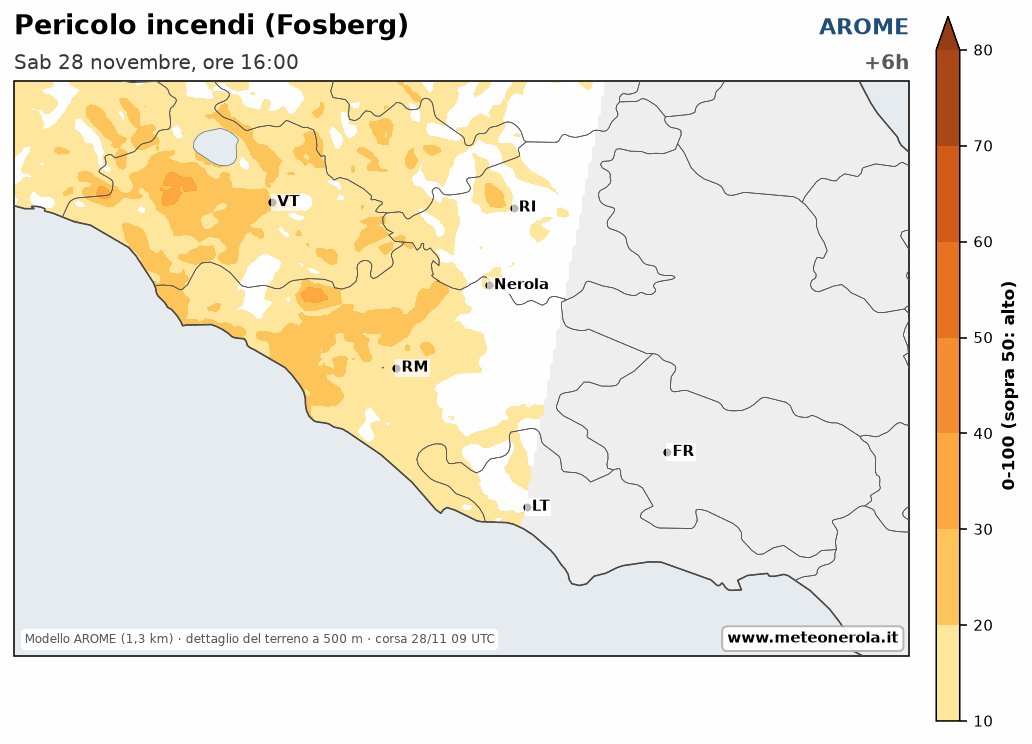 Pericolo incendi (Fosberg)
AROME
Sab 28 novembre, ore 16:00
+6h
80
70
60
50
40
30
20
10
0-100 (sopra 50: alto)
VT
RI
Nerola
RM
FR
LT
Modello AROME (1,3 km) · dettaglio del terreno a 500 m · corsa 28/11 09 UTC
www.meteonerola.it